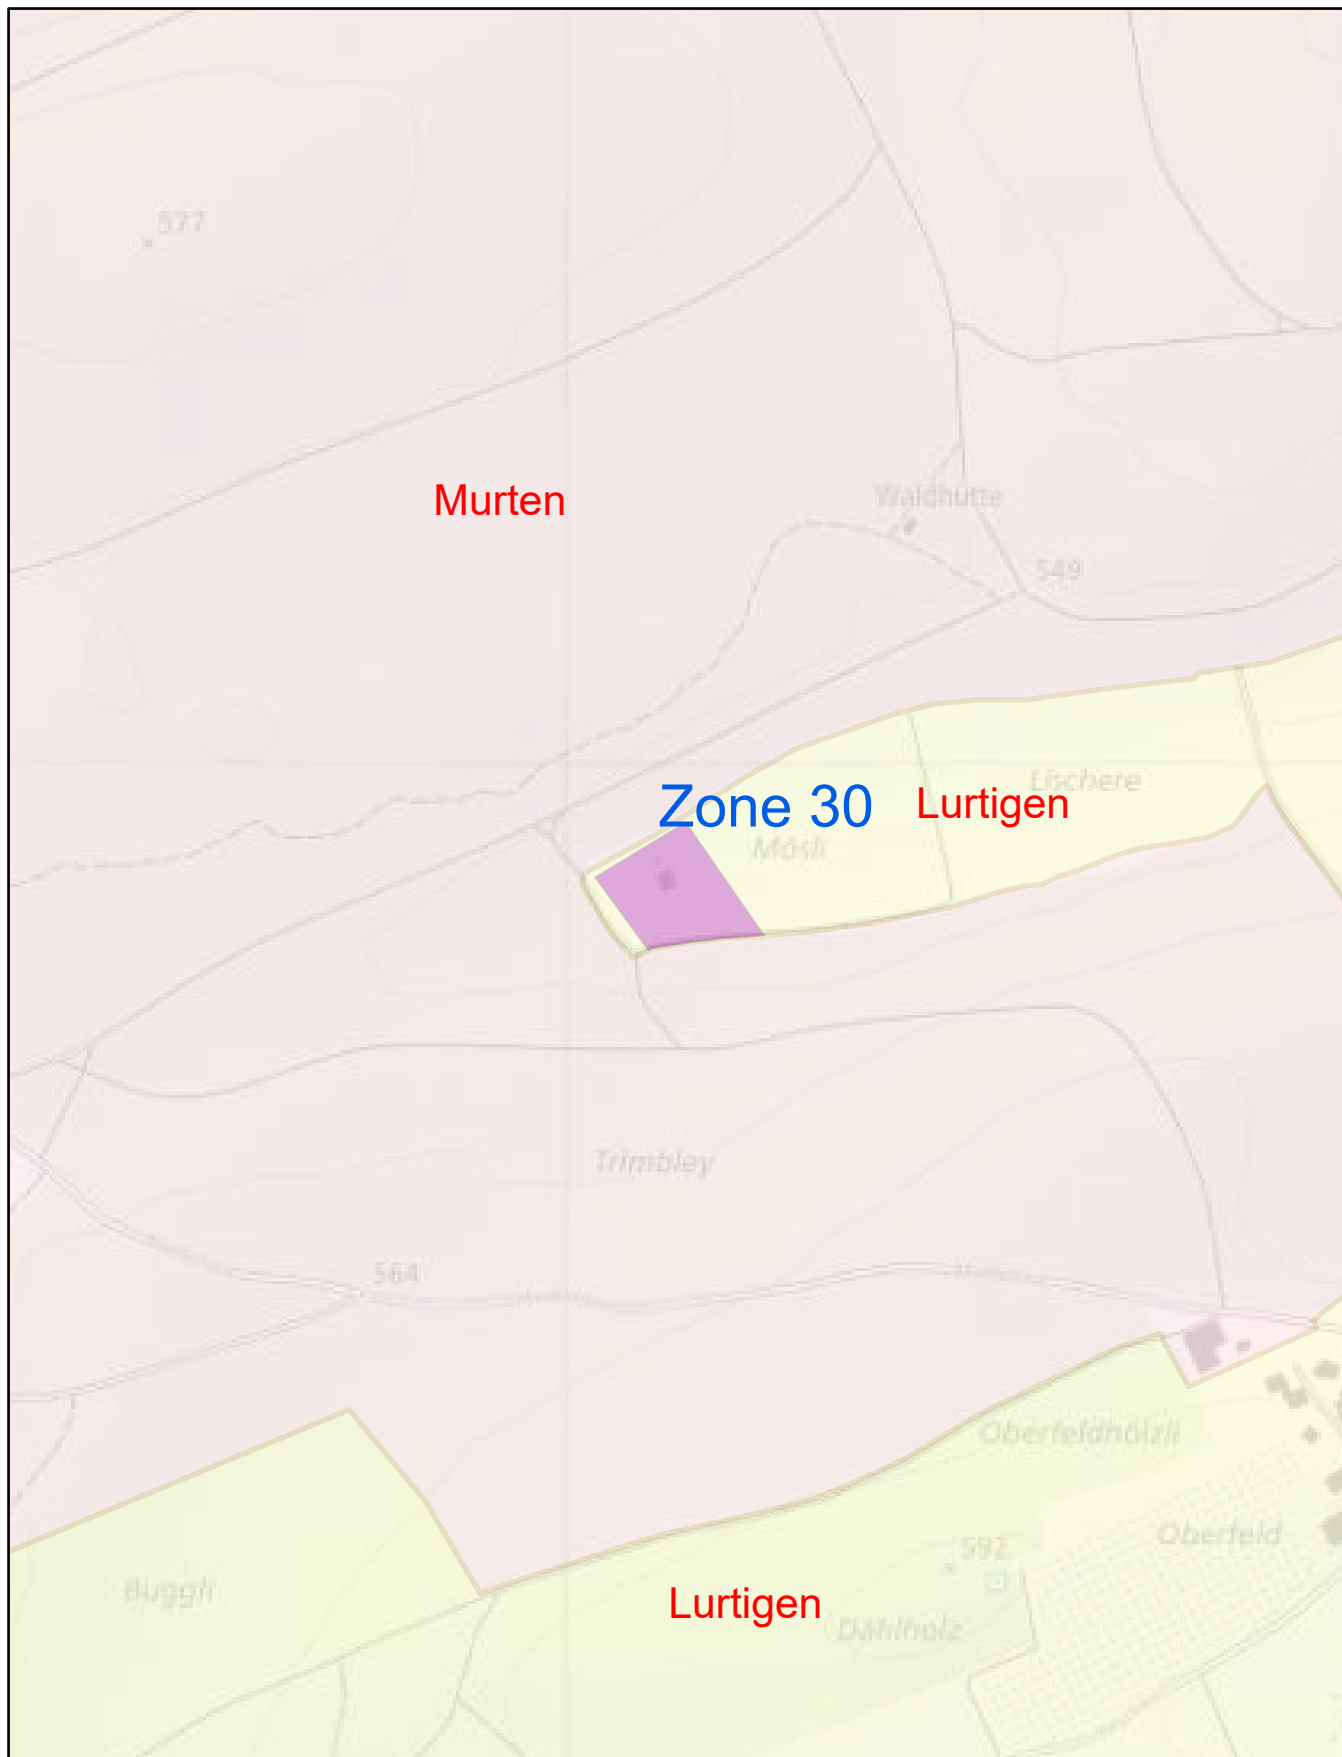 577
Murten
Waldhütte
549
Lischere
Zone 30
Lurtigen
Mösli
Trimbley
564
Oberfeldhölzli
Oberfeld
592
Buggli
Lurtigen
Dählholz